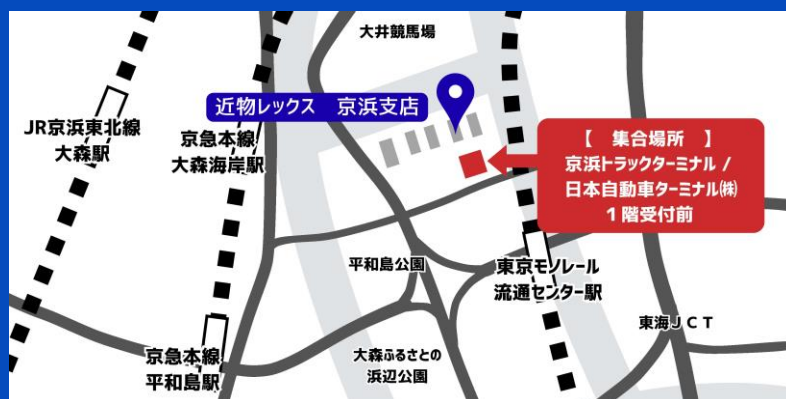 大井競馬場
近物レックス　京浜支店
JR京浜東北線
大森駅
京急本線
大森海岸駅
【　集合場所　】
京浜トラックターミナル /
日本自動車ターミナル㈱
１階受付前
平和島公園
東京モノレール
流通センター駅
東海ＪＣＴ
京急本線
平和島駅
大森ふるさとの
浜辺公園